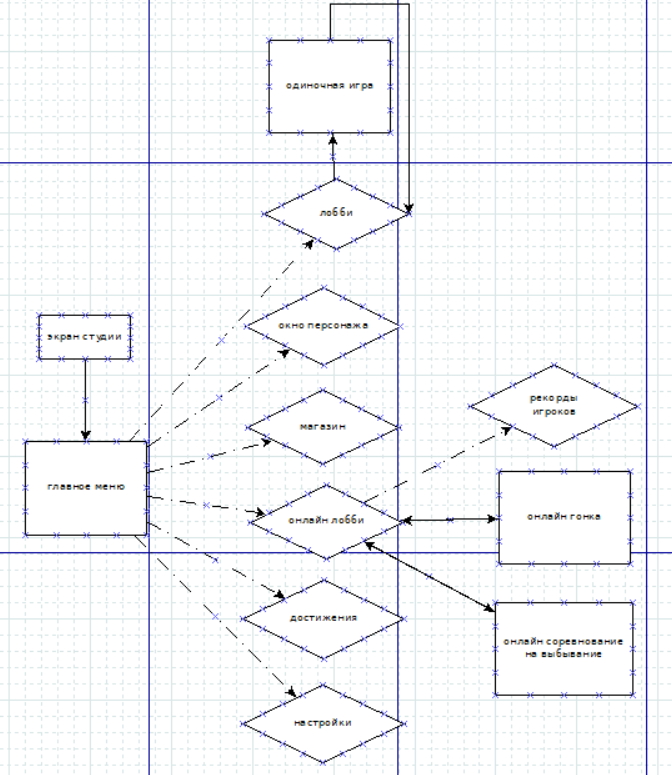 одиночная игра
лобби
окно персонажа
экран студии
магазин
рекорды
игроков
главное меню
онлайн лобби
онлайн гонка
достижения
онлайн соревнование
на выбывание
настройки